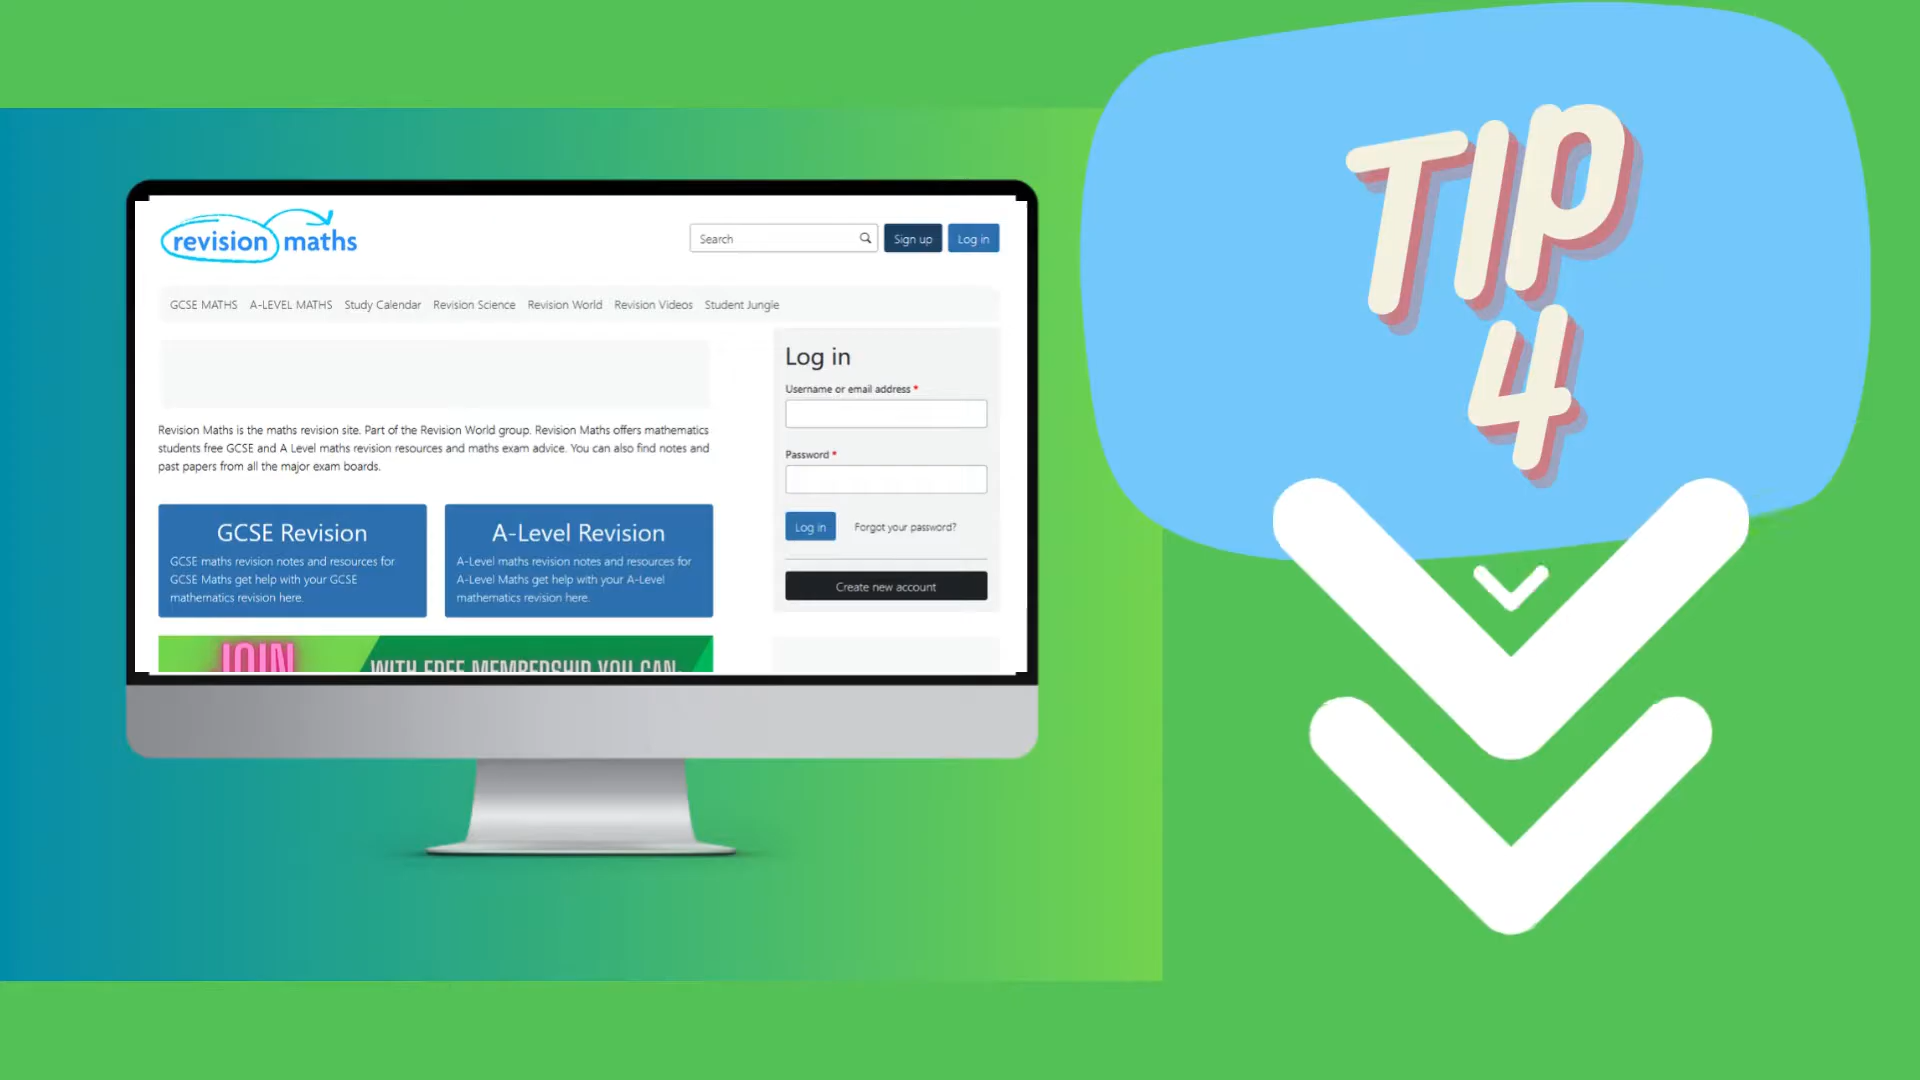 revision maths
Search
Sign up
Log in
GCSE MATHS A-LEVEL MATHS Study Calendar Revision Science Revision World Revision Videos Student Jungle
Revision Maths is the maths revision site. Part of the Revision World group. Revision Maths offers mathematics
students free GCSE and A Level maths revision resources and maths exam advice. You can also find notes and
past papers from all the major exam boards.
GCSE Revision
GCSE maths revision notes and resources for
GCSE Maths get help with your GCSE
mathematics revision here.
A-Level Revision
A-Level maths revision notes and resources for
A-Level Maths get help with your A-Level
mathematics revision here.
JOIN
WITH FREE MEMBERSHIP YOU CAN
Log in
Username or email address *
Password *
Log in
Forgot your password?
Create new account
TIP
4